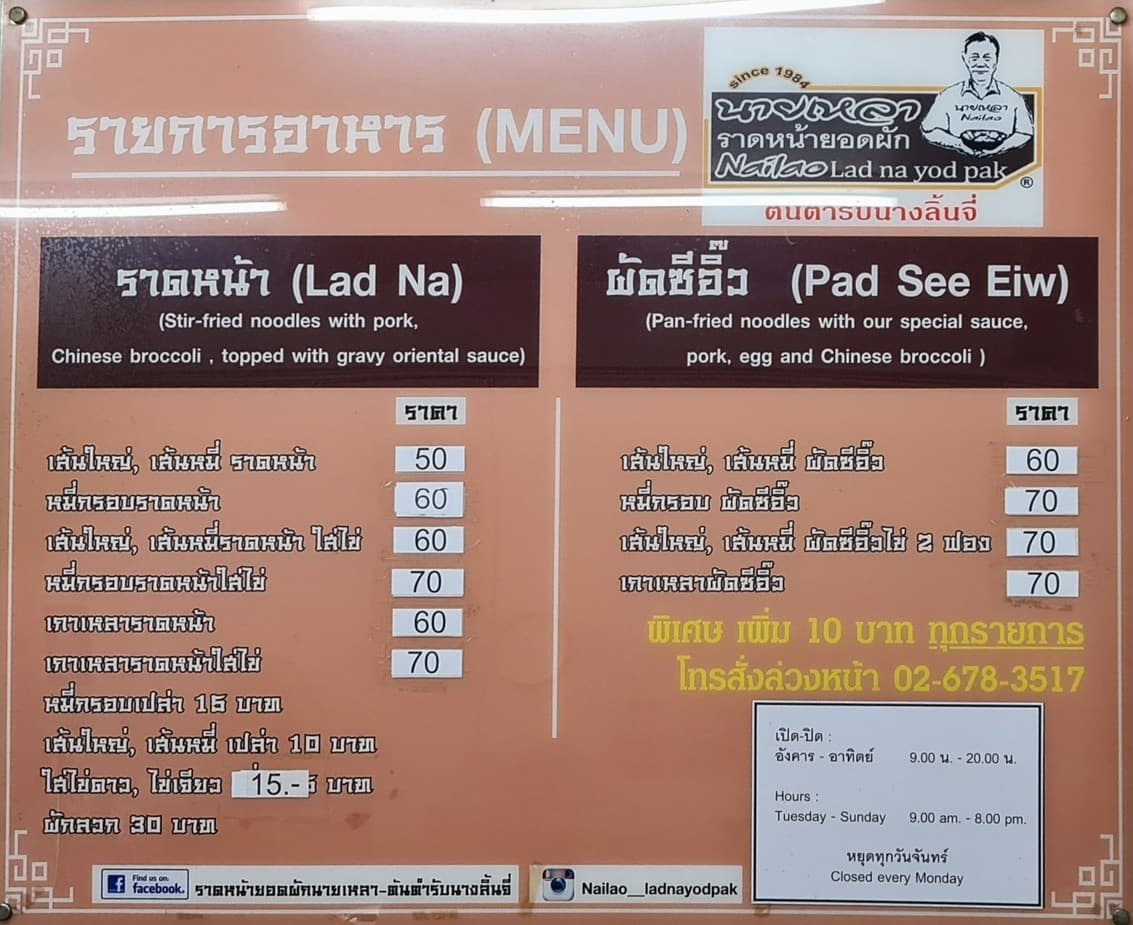 since 1984
นายเหลา
นายเหลา
Nailao
ราดหน้ายอดผัก
Nailao Lad na yod pak
®
ต้นตำรับนางลิ้นจี่
รายการอาหาร (MENU)
ราดหน้า (Lad Na)
(Stir-fried noodles with pork,
Chinese broccoli , topped with gravy oriental sauce)
ราคา
เส้นใหญ่, เส้นหมี่ ราดหน้า 50
หมี่กรอบราดหน้า 60
เส้นใหญ่, เส้นหมี่ราดหน้า ใส่ไข่ 60
หมี่กรอบราดหน้าใส่ไข่ 70
เกาเหลาราดหน้า 60
เกาเหลาราดหน้าใส่ไข่ 70
หมี่กรอบเปล่า 15 บาท
เส้นใหญ่, เส้นหมี่ เปล่า 10 บาท
ใส่ไข่ดาว, ไข่เจียว 15.- บาท
ผักลวก 30 บาท
ผัดซีอิ๊ว (Pad See Eiw)
(Pan-fried noodles with our special sauce,
pork, egg and Chinese broccoli )
ราคา
เส้นใหญ่, เส้นหมี่ ผัดซีอิ๊ว 60
หมี่กรอบ ผัดซีอิ๊ว 70
เส้นใหญ่, เส้นหมี่ ผัดซีอิ๊วไข่ 2 ฟอง 70
เกาเหลาผัดซีอิ๊ว 70
พิเศษ เพิ่ม 10 บาท ทุกรายการ
โทรสั่งล่วงหน้า 02-678-3517
เปิด-ปิด :
อังคาร - อาทิตย์ 9.00 น. - 20.00 น.
Hours :
Tuesday - Sunday 9.00 am. - 8.00 pm.
หยุดทุกวันจันทร์
Closed every Monday
Find us on:
facebook.
ราดหน้ายอดผักนายเหลา-ต้นตำรับนางลิ้นจี่
Nailao__ladnayodpak